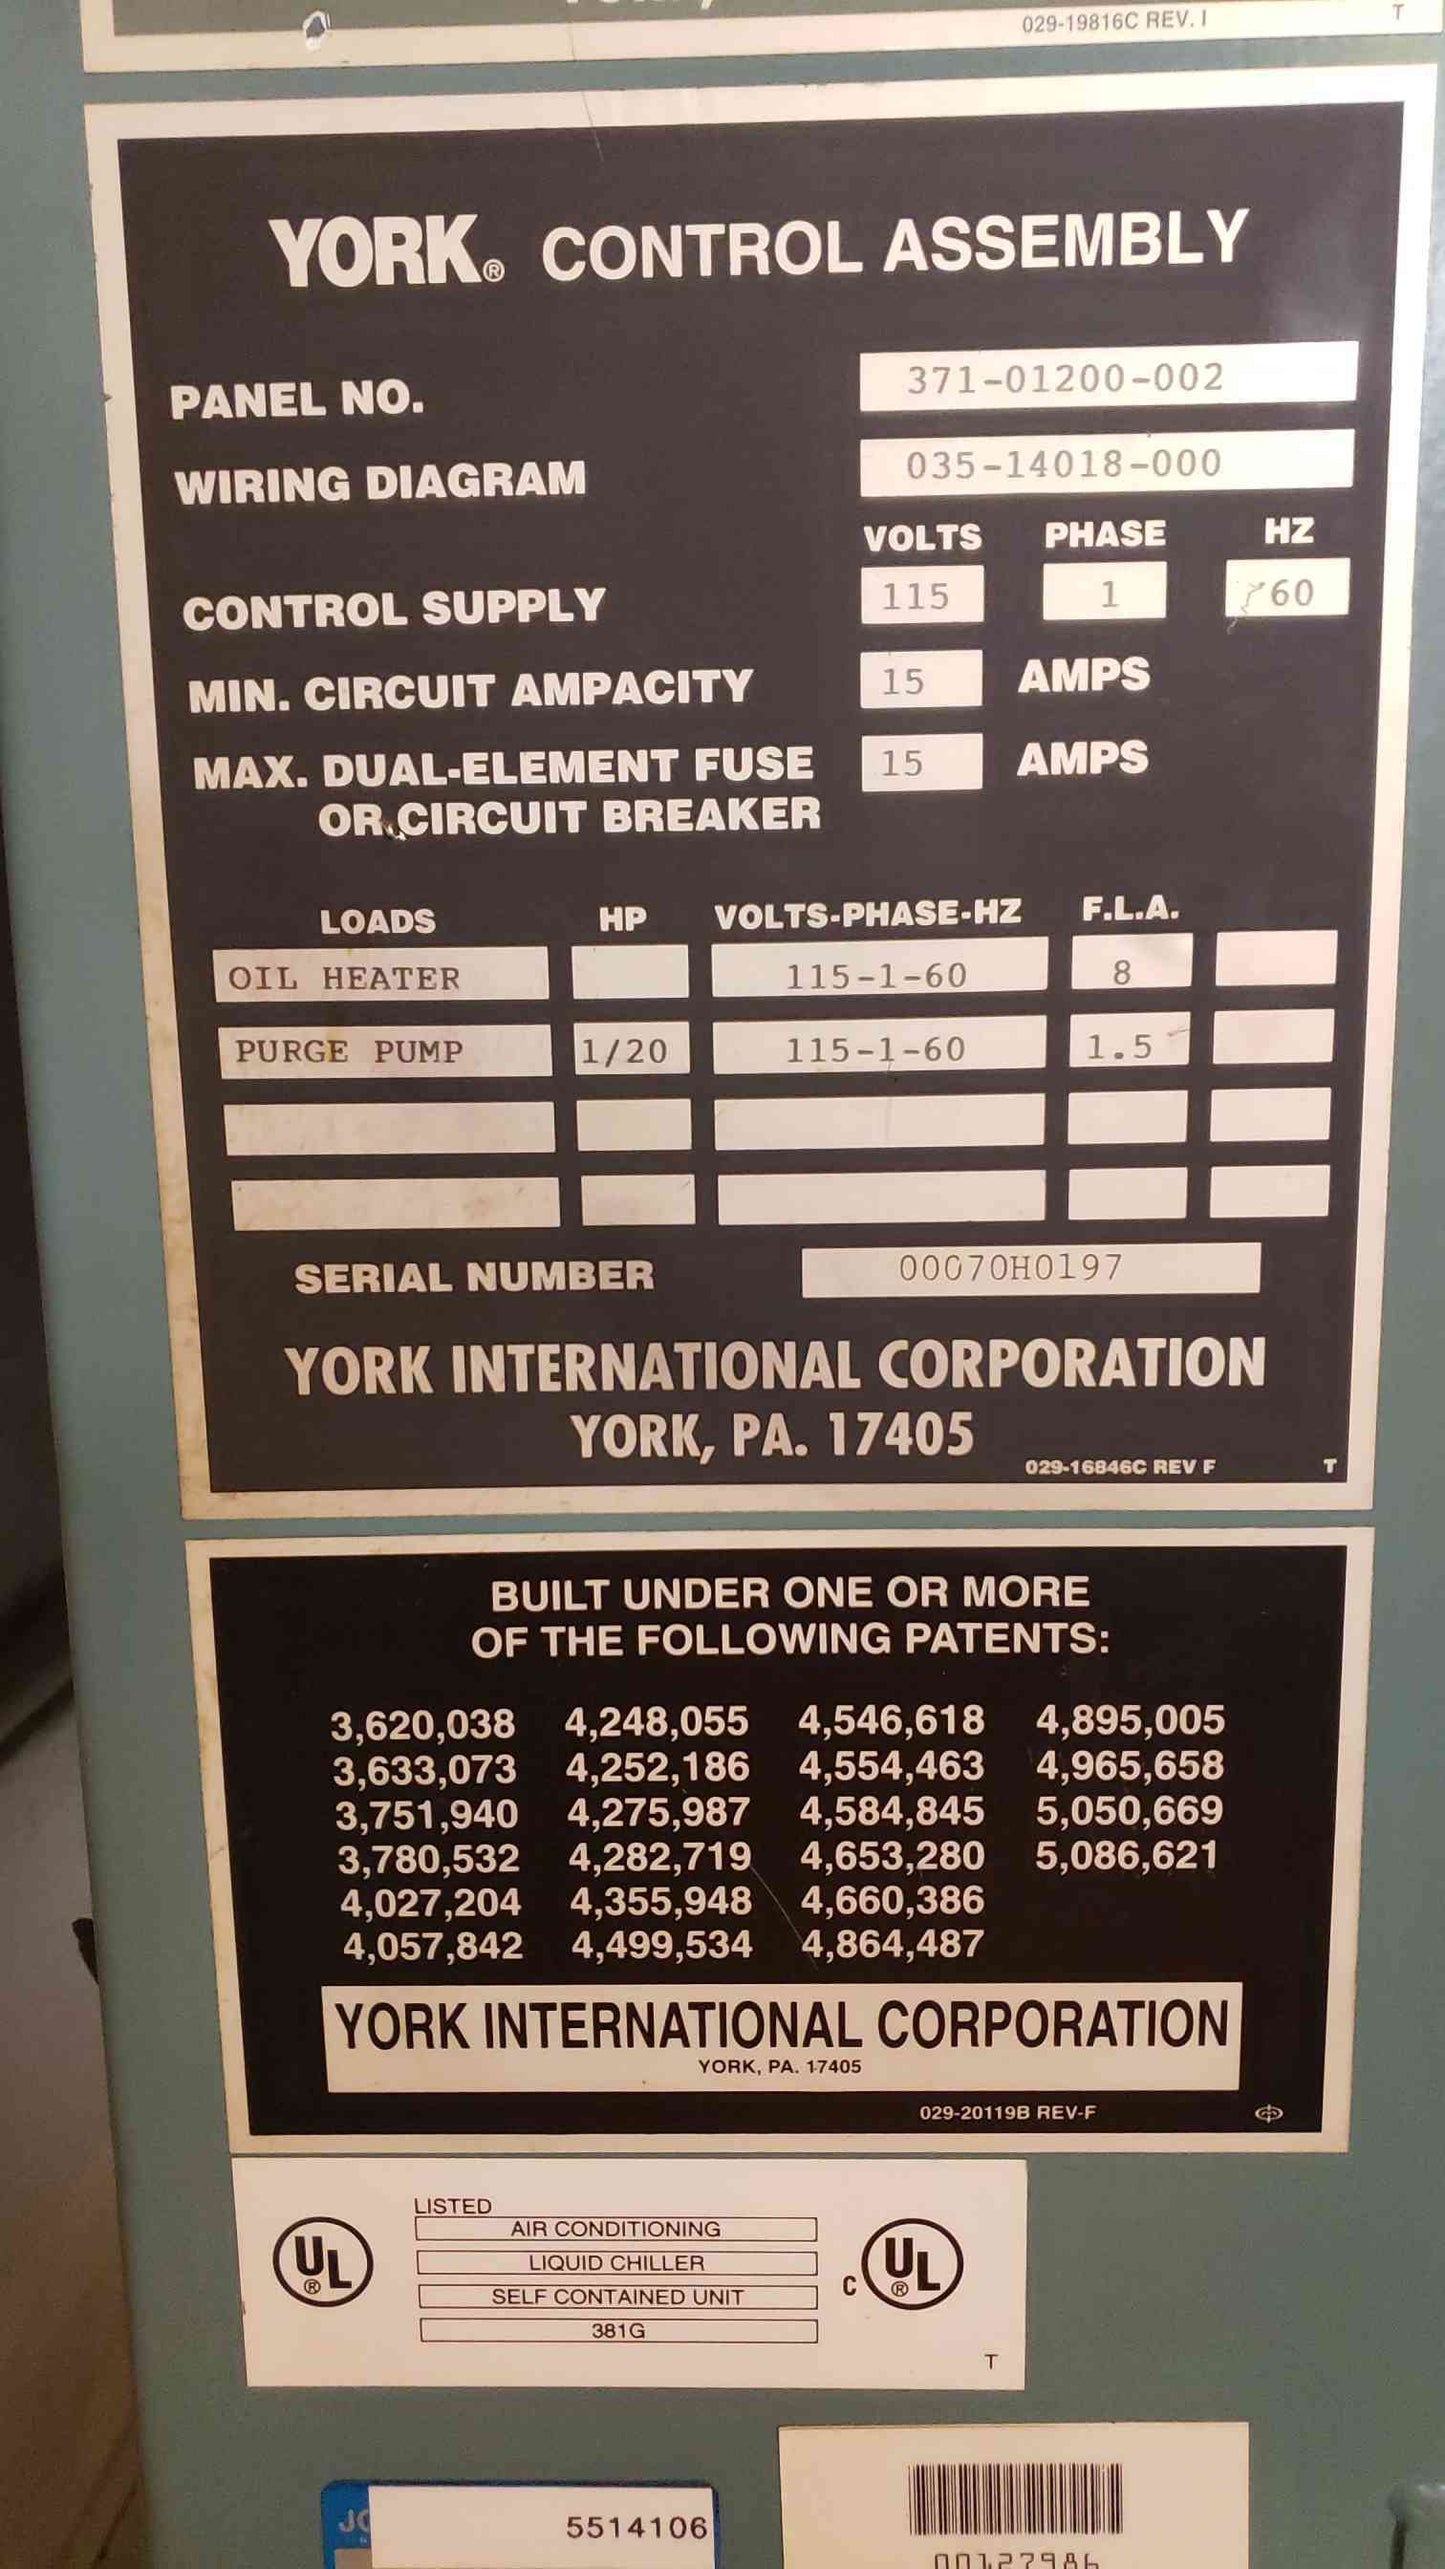 029-19816C REV. I
T
YORK® CONTROL ASSEMBLY
PANEL NO. 371-01200-002
WIRING DIAGRAM 035-14018-000
VOLTS PHASE HZ
CONTROL SUPPLY 115 1 60
MIN. CIRCUIT AMPACITY 15 AMPS
MAX. DUAL-ELEMENT FUSE 15 AMPS
OR CIRCUIT BREAKER
LOADS HP VOLTS-PHASE-HZ F.L.A.
OIL HEATER 115-1-60 8
PURGE PUMP 1/20 115-1-60 1.5
SERIAL NUMBER 00070H0197
YORK INTERNATIONAL CORPORATION
YORK, PA. 17405
029-16846C REV F T
BUILT UNDER ONE OR MORE
OF THE FOLLOWING PATENTS:
3,620,038 4,248,055 4,546,618 4,895,005
3,633,073 4,252,186 4,554,463 4,965,658
3,751,940 4,275,987 4,584,845 5,050,669
3,780,532 4,282,719 4,653,280 5,086,621
4,027,204 4,355,948 4,660,386
4,057,842 4,499,534 4,864,487
YORK INTERNATIONAL CORPORATION
YORK, PA. 17405
029-20119B REV-F
LISTED
AIR CONDITIONING
LIQUID CHILLER
SELF CONTAINED UNIT
381G
UL® C UL®
T
5514106
00127986